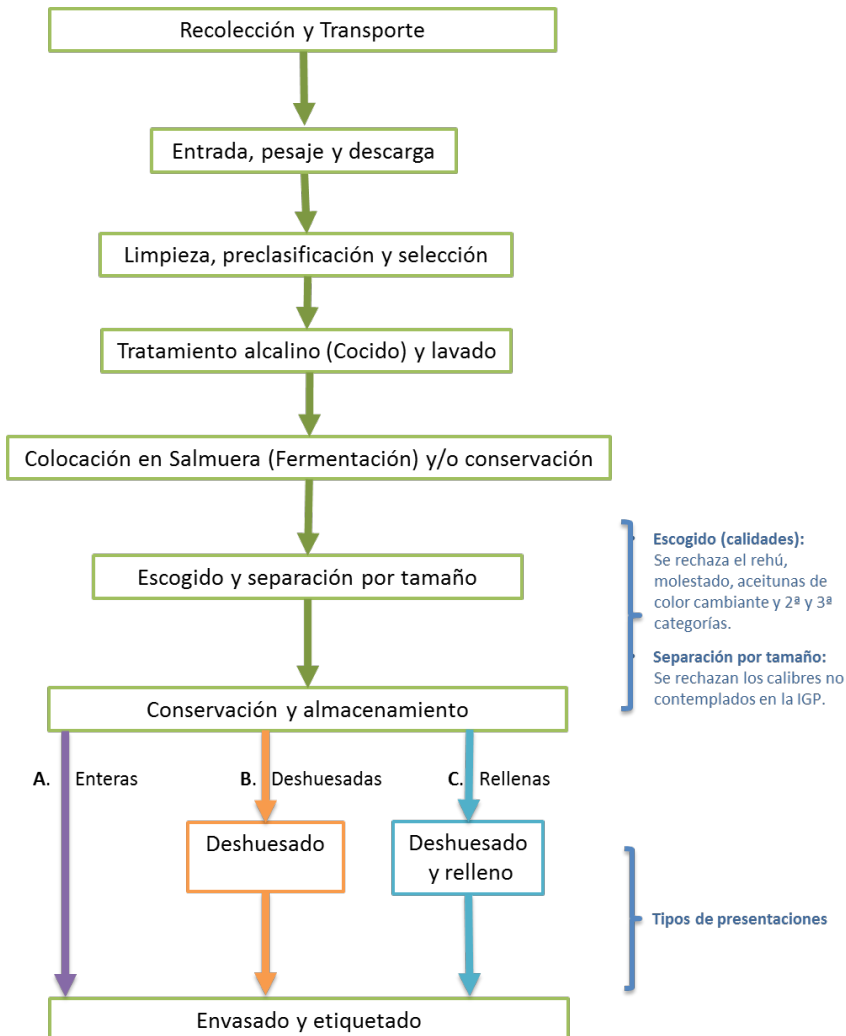 Recolección y Transporte
Entrada, pesaje y descarga
Limpieza, preclasificación y selección
Tratamiento alcalino (Cocido) y lavado
Colocación en Salmuera (Fermentación) y/o conservación
Escogido y separación por tamaño
• Escogido (calidades):
Se rechaza el rehú,
molestado, aceitunas de
color cambiante y 2ª y 3ª
categorías.
• Separación por tamaño:
Se rechazan los calibres no
contemplados en la IGP.
Conservación y almacenamiento
A. Enteras
B. Deshuesadas
C. Rellenas
Deshuesado
Deshuesado
y relleno
Tipos de presentaciones
Envasado y etiquetado